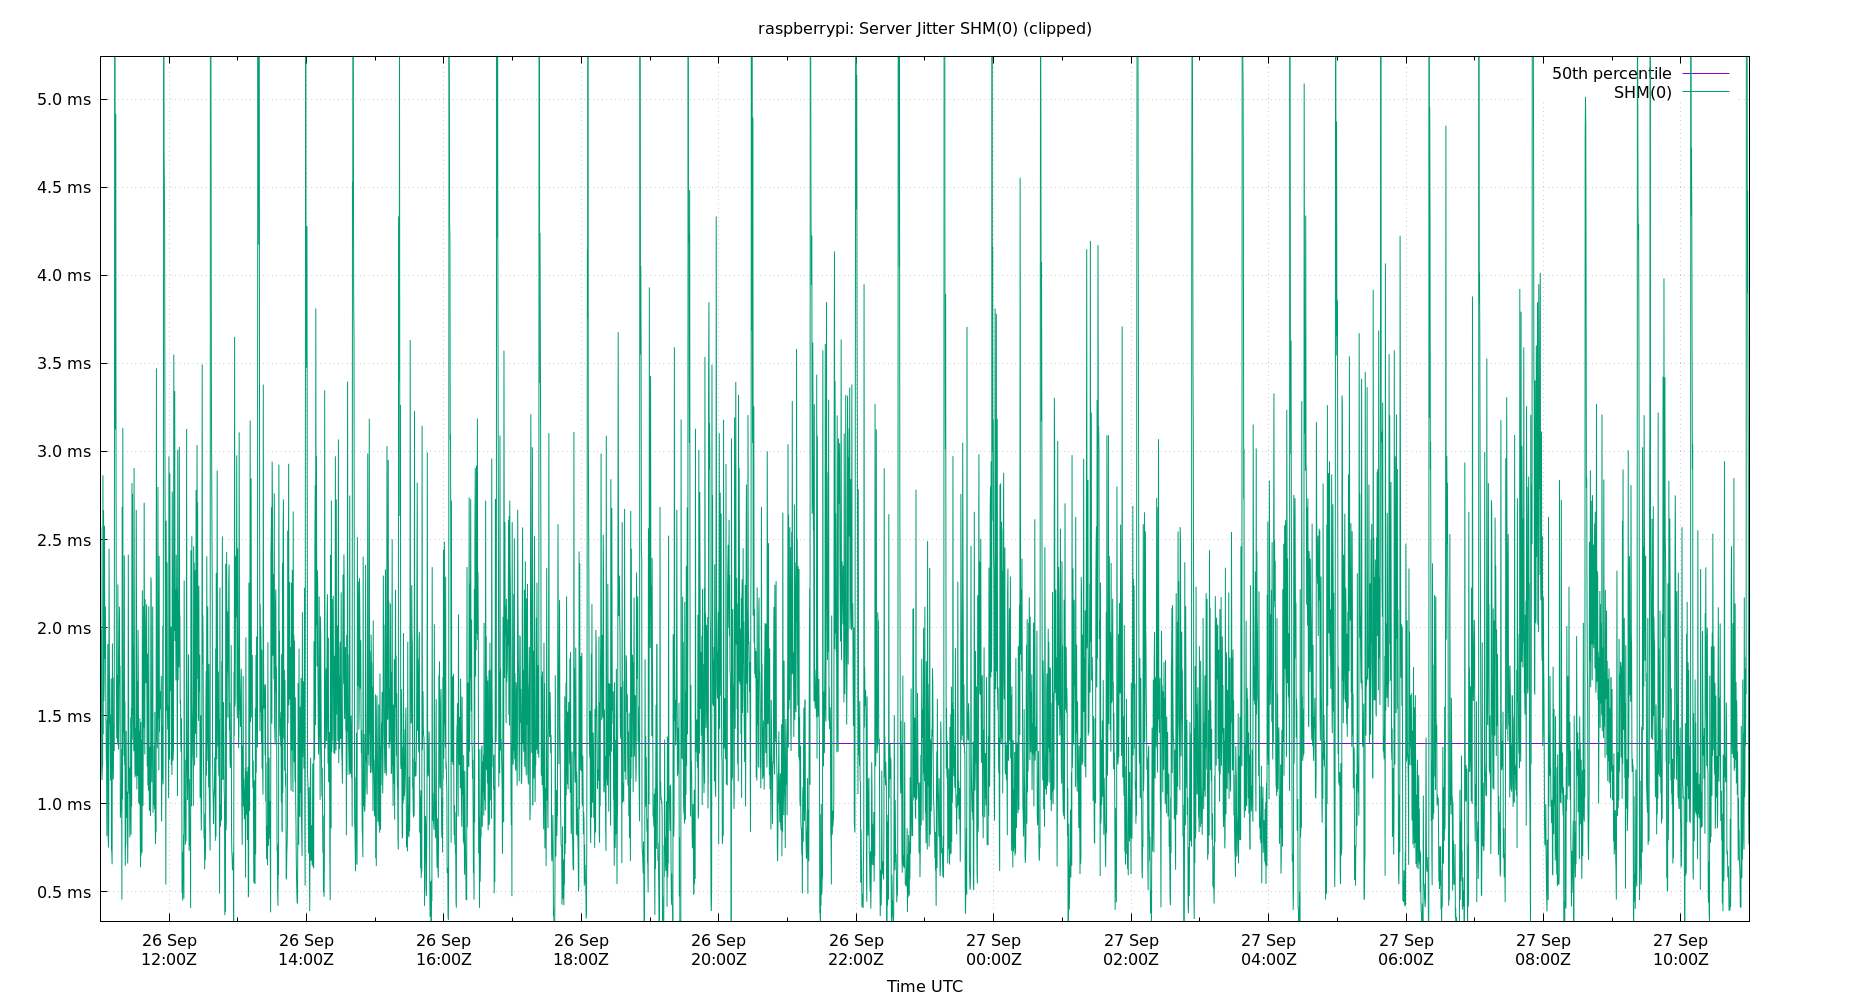 raspberrypi: Server Jitter SHM(0) (clipped)
50th percentile
SHM(0)
5.0 ms
4.5 ms
4.0 ms
3.5 ms
3.0 ms
2.5 ms
2.0 ms
1.5 ms
1.0 ms
0.5 ms
26 Sep 26 Sep 26 Sep 26 Sep 26 Sep 26 Sep 27 Sep 27 Sep 27 Sep 27 Sep 27 Sep 27 Sep
12:00Z 14:00Z 16:00Z 18:00Z 20:00Z 22:00Z 00:00Z 02:00Z 04:00Z 06:00Z 08:00Z 10:00Z
Time UTC